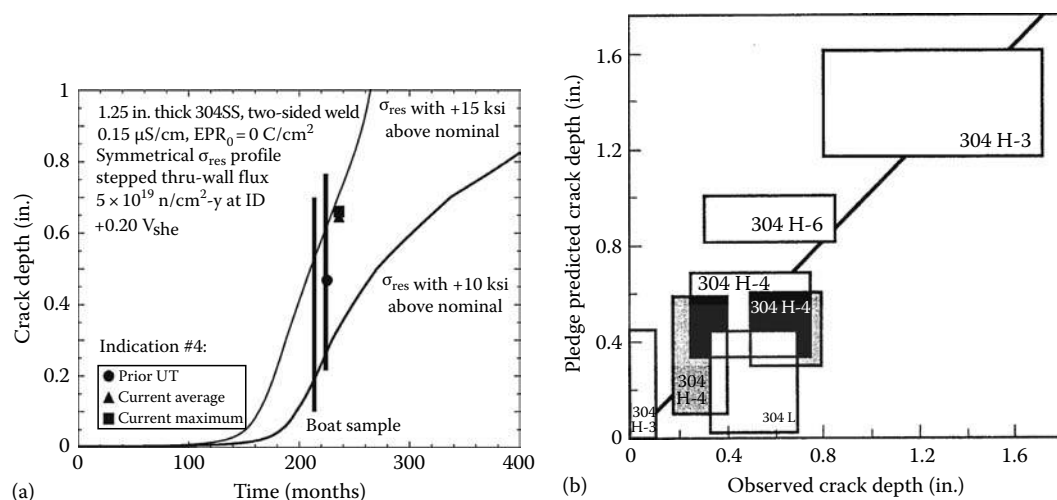 1
0.8
0.6
0.4
0.2
0
Crack depth (in.)
1.25 in. thick 304SS, two-sided weld
0.15 μS/cm, EPR₀ = 0 C/cm²
Symmetrical σres profile
stepped thru-wall flux
5 × 10¹⁹ n/cm²-y at ID
+0.20 Vshe
σres with +15 ksi
above nominal
σres with +10 ksi
above nominal
Indication #4:
Prior UT
Current average
Current maximum
Boat sample
0
100
200
300
400
Time (months)
(a)
1.6
1.2
0.8
0.4
0
Pledge predicted crack depth (in.)
304 H-3
304 H-6
304 H-4
304 H-4
304
H-4
304 L
304
H-3
0
0.4
0.8
1.2
1.6
Observed crack depth (in.)
(b)